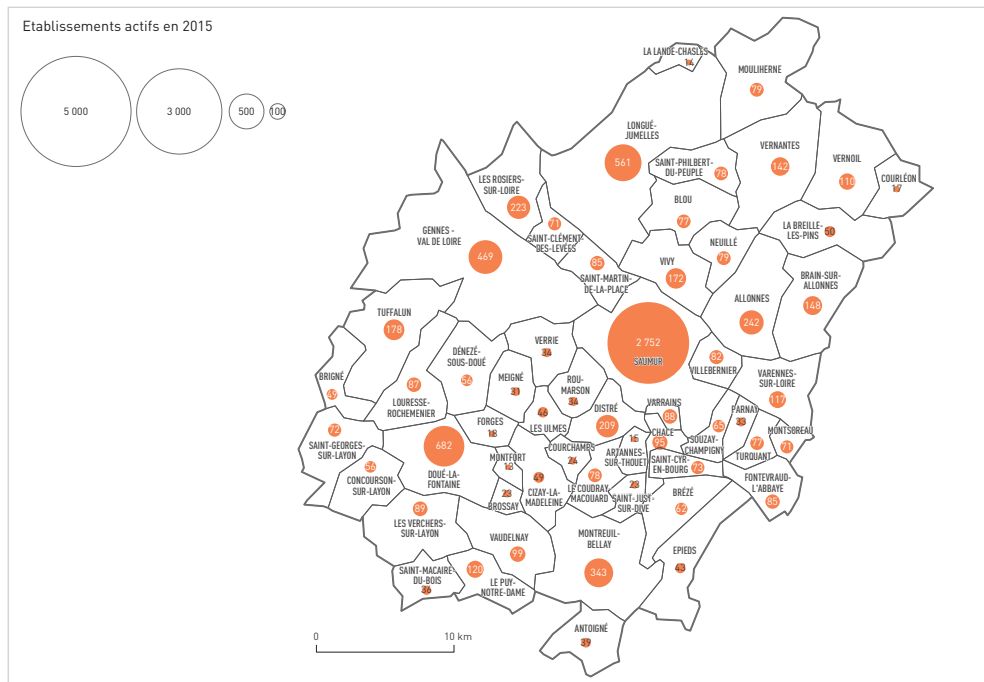 Etablissements actifs en 2015
5 000
3 000
500
100
LA LANDE-CHASLES
14
MOULIHERNE
79
LONGUÉ-
JUMELLES
561
SAINT-PHILBERT-
DU-PEUPLE
78
VERNANTES
142
VERNOIL
110
COURLÉON
17
LES ROSIERS-
SUR-LOIRE
223
BLOU
77
LA BREILLE-
LES-PINS
50
GENNES -
VAL DE LOIRE
469
71
SAINT-CLÉMENT-
DES-LEVÉES
NEUILLÉ
79
85
SAINT-MARTIN-
DE-LA-PLACE
VIVY
172
BRAIN-SUR-
ALLONNES
148
ALLONNES
242
TUFFALUN
178
2 752
SAUMUR
VERRIE
34
DÉNEZÉ-
SOUS-DOUÉ
56
82
VILLEBERNIER
BRIGNÉ
49
87
LOURESSE-
ROCHEMENIER
MEIGNÉ
31
ROU-
MARSON
34
VARENNES-
SUR-LOIRE
117
46
LES ULMES
DISTRÉ
209
VARRAINS
88
PARNAY
33
72
SAINT-GEORGES-
SUR-LAYON
FORGES
18
65
SOUZAY-
CHAMPIGNY
77
TURQUANT
MONTSOREAU
71
682
DOUÉ-LA-
FONTAINE
15
ARTANNES-
SUR-THOUET
CHACÉ
95
COURCHAMPS
24
MONTFORT
13
SAINT-CYR-
EN-BOURG
73
56
CONCOURSON-
SUR-LAYON
49
CIZAY-LA-
MADELEINE
78
LE COUDRAY-
MACOUARD
23
SAINT-JUST-
SUR-DIVE
FONTEVRAUD-
L'ABBAYE
85
23
BROSSAY
BRÉZÉ
62
89
LES VERCHERS-
SUR-LAYON
VAUDELNAY
99
MONTREUIL-
BELLAY
343
EPIEDS
43
SAINT-MACAIRE-
DU-BOIS
36
120
LE PUY-
NOTRE-DAME
ANTOIGNÉ
39
0
10 km